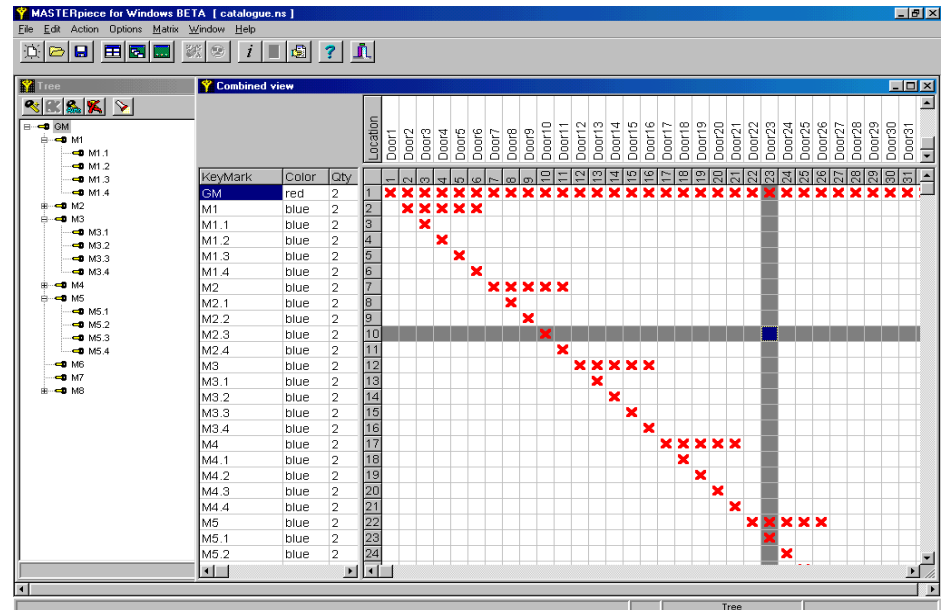 MASTERpiece for Windows BETA [ catalogue.ns ]
File Edit Action Options Matrix Window Help
Tree
GM
M1
M1.1
M1.2
M1.3
M1.4
M2
M3
M3.1
M3.2
M3.3
M3.4
M4
M5
M5.1
M5.2
M5.3
M5.4
M6
M7
M8
Combined view
Location Door1 Door2 Door3 Door4 Door5 Door6 Door7 Door8 Door9 Door10 Door11 Door12 Door13 Door14 Door15 Door16 Door17 Door18 Door19 Door20 Door21 Door22 Door23 Door24 Door25 Door26 Door27 Door28 Door29 Door30 Door31
KeyMark Color Qty 1 2 3 4 5 6 7 8 9 10 11 12 13 14 15 16 17 18 19 20 21 22 23 24 25 26 27 28 29 30 31
GM red 2 1
M1 blue 2 2
M1.1 blue 2 3
M1.2 blue 2 4
M1.3 blue 2 5
M1.4 blue 2 6
M2 blue 2 7
M2.1 blue 2 8
M2.2 blue 2 9
M2.3 blue 2 10
M2.4 blue 2 11
M3 blue 2 12
M3.1 blue 2 13
M3.2 blue 2 14
M3.3 blue 2 15
M3.4 blue 2 16
M4 blue 2 17
M4.1 blue 2 18
M4.2 blue 2 19
M4.3 blue 2 20
M4.4 blue 2 21
M5 blue 2 22
M5.1 blue 2 23
M5.2 blue 2 24
Tree